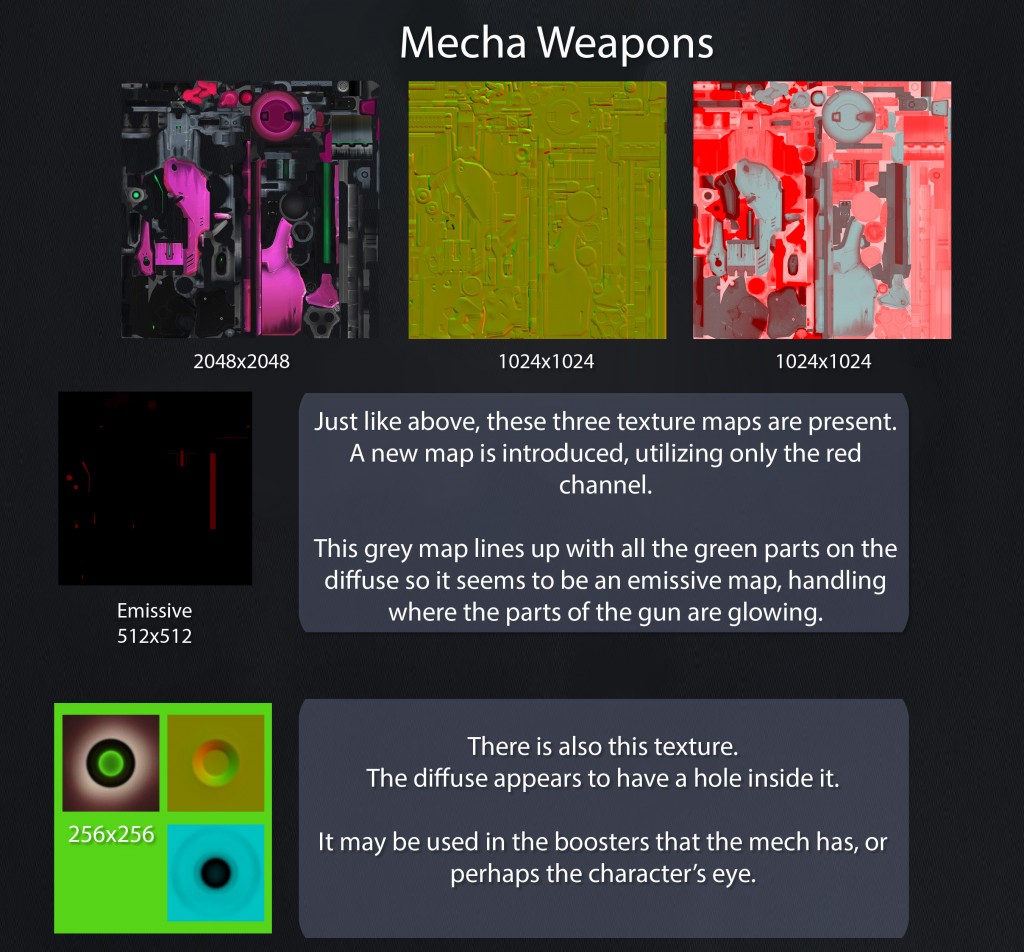 Mecha Weapons
2048x2048
1024x1024
1024x1024
Just like above, these three texture maps are present.
A new map is introduced, utilizing only the red
channel.
This grey map lines up with all the green parts on the
diffuse so it seems to be an emissive map, handling
where the parts of the gun are glowing.
Emissive
512x512
256x256
There is also this texture.
The diffuse appears to have a hole inside it.
It may be used in the boosters that the mech has, or
perhaps the character's eye.